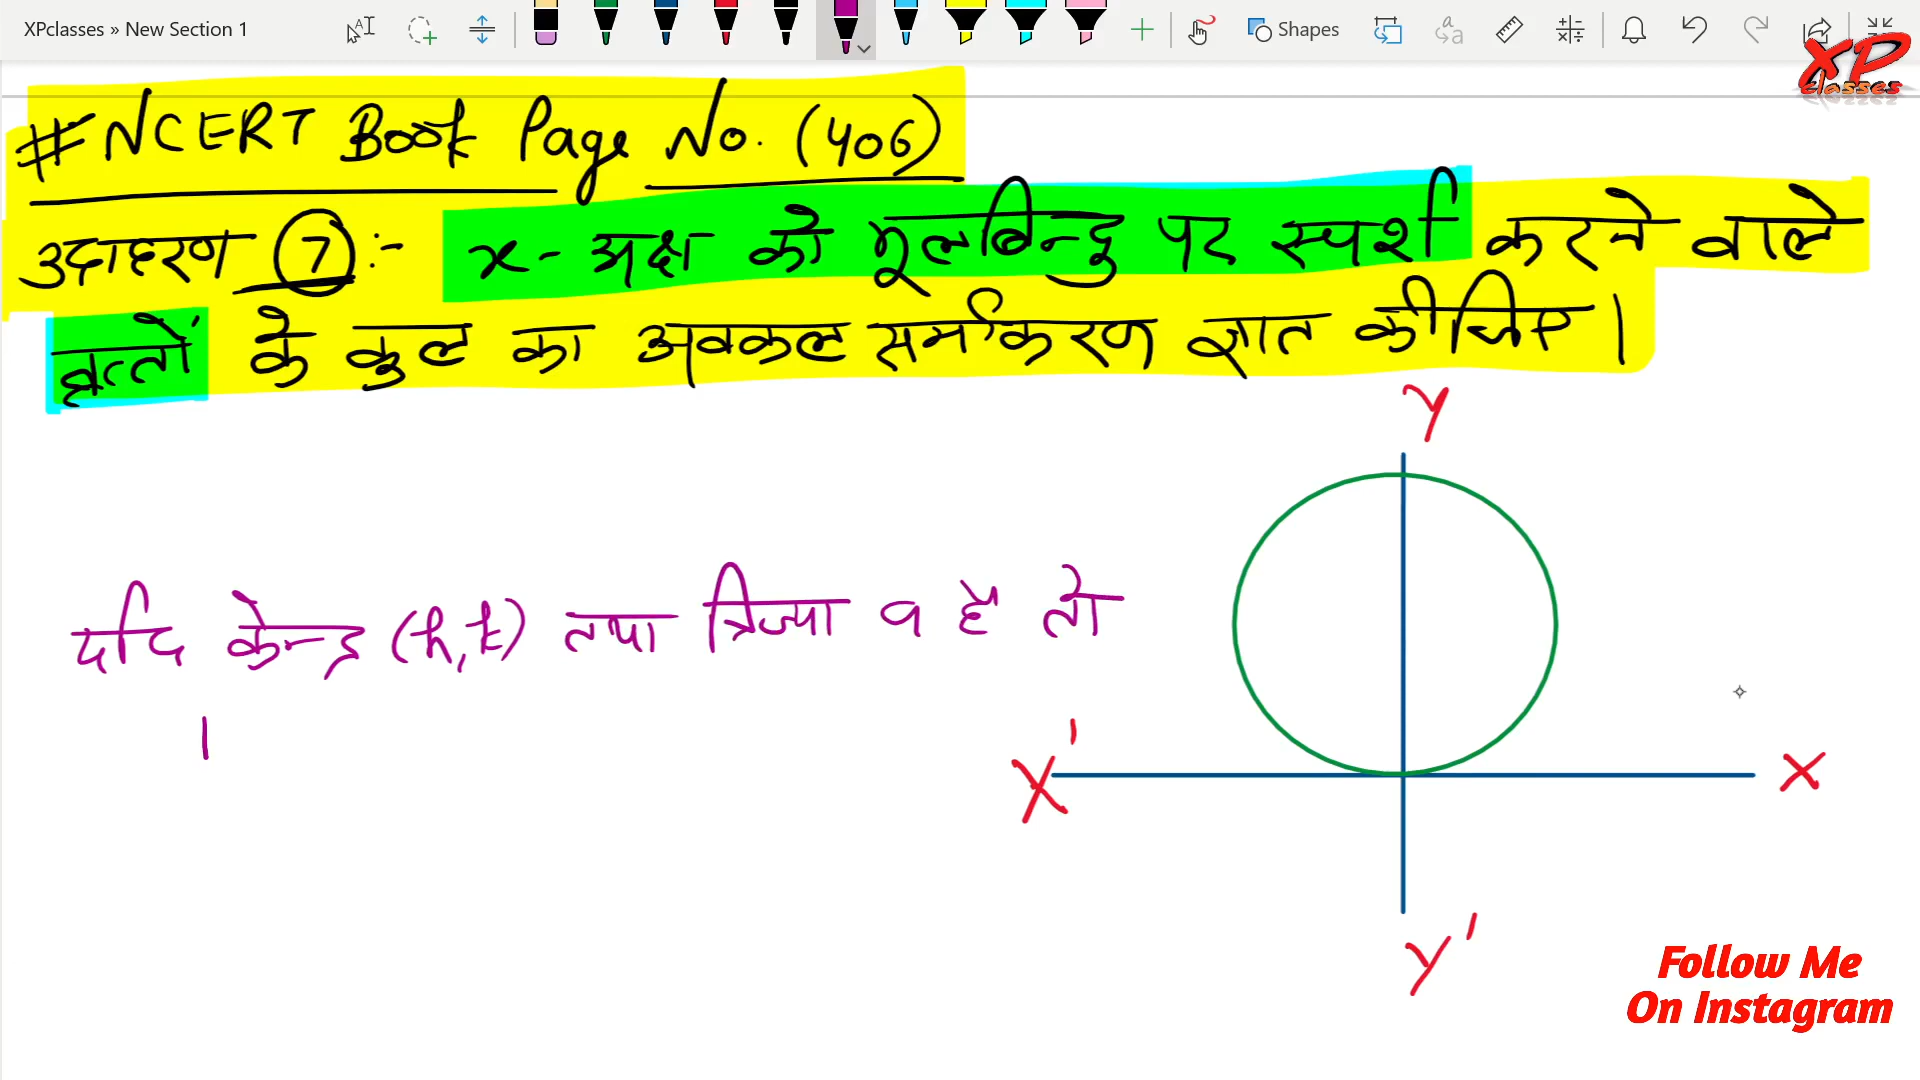 XPclasses » New Section 1
Shapes
XP
classes
# NCERT Book Page No. (406)
उदाहरण 7 :- x- अक्ष को मूलबिन्दु पर स्पर्श करने वाले
वृत्तों के कुल का अवकल समीकरण ज्ञात कीजिए।
यदि केन्द्र (h,k) तथा त्रिज्या a है तो
Y
X'
X
Y'
Follow Me
On Instagram